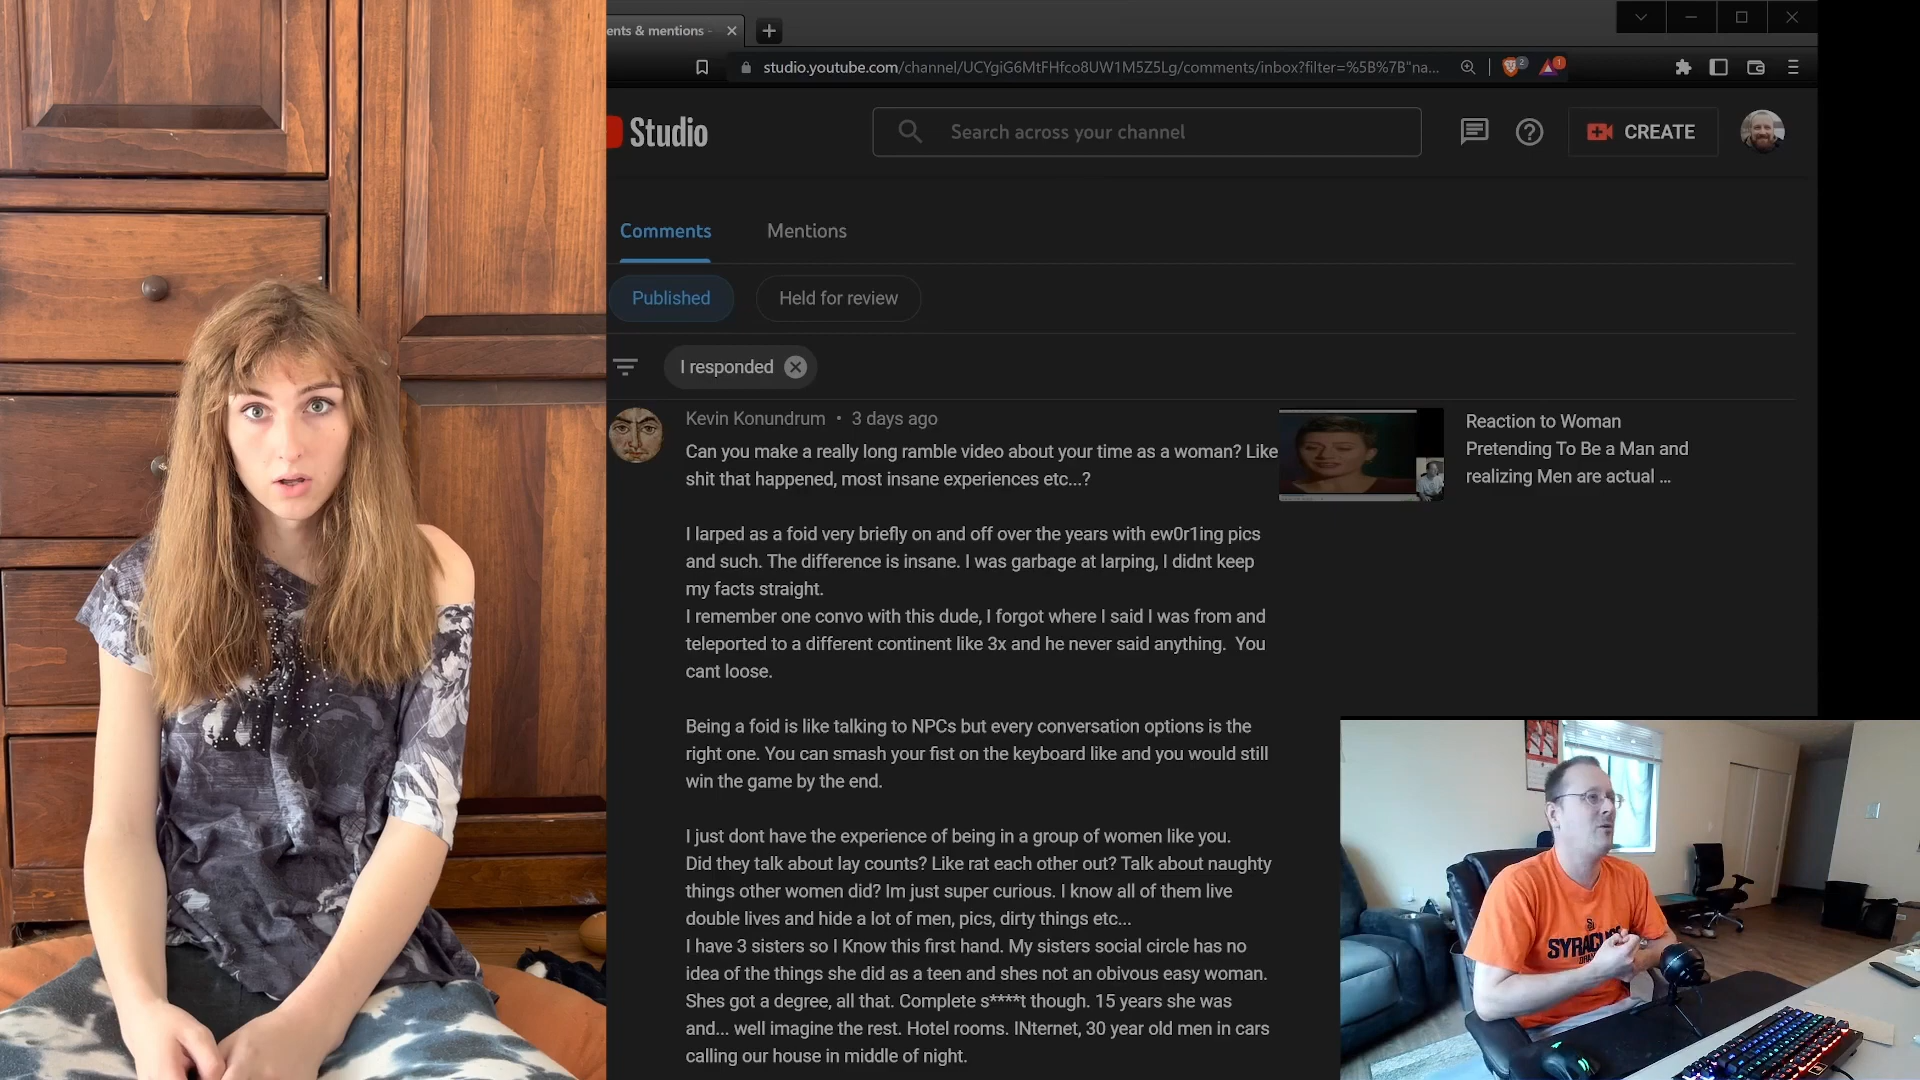 ents & mentions -
studio.youtube.com/channel/UCYgiG6MtFHfco8UW1M5Z5Lg/comments/inbox?filter=%5B%7B"na...
2
1
Studio
Search across your channel
CREATE
Comments
Mentions
Published
Held for review
I responded
Kevin Konundrum • 3 days ago
Can you make a really long ramble video about your time as a woman? Like
shit that happened, most insane experiences etc...?
I larped as a foid very briefly on and off over the years with ew0r1ing pics
and such. The difference is insane. I was garbage at larping, I didnt keep
my facts straight.
I remember one convo with this dude, I forgot where I said I was from and
teleported to a different continent like 3x and he never said anything. You
cant loose.
Being a foid is like talking to NPCs but every conversation options is the
right one. You can smash your fist on the keyboard like and you would still
win the game by the end.
I just dont have the experience of being in a group of women like you.
Did they talk about lay counts? Like rat each other out? Talk about naughty
things other women did? Im just super curious. I know all of them live
double lives and hide a lot of men, pics, dirty things etc...
I have 3 sisters so I Know this first hand. My sisters social circle has no
idea of the things she did as a teen and shes not an obivous easy woman.
Shes got a degree, all that. Complete s****t though. 15 years she was
and... well imagine the rest. Hotel rooms. INternet, 30 year old men in cars
calling our house in middle of night.
Reaction to Woman
Pretending To Be a Man and
realizing Men are actual ...